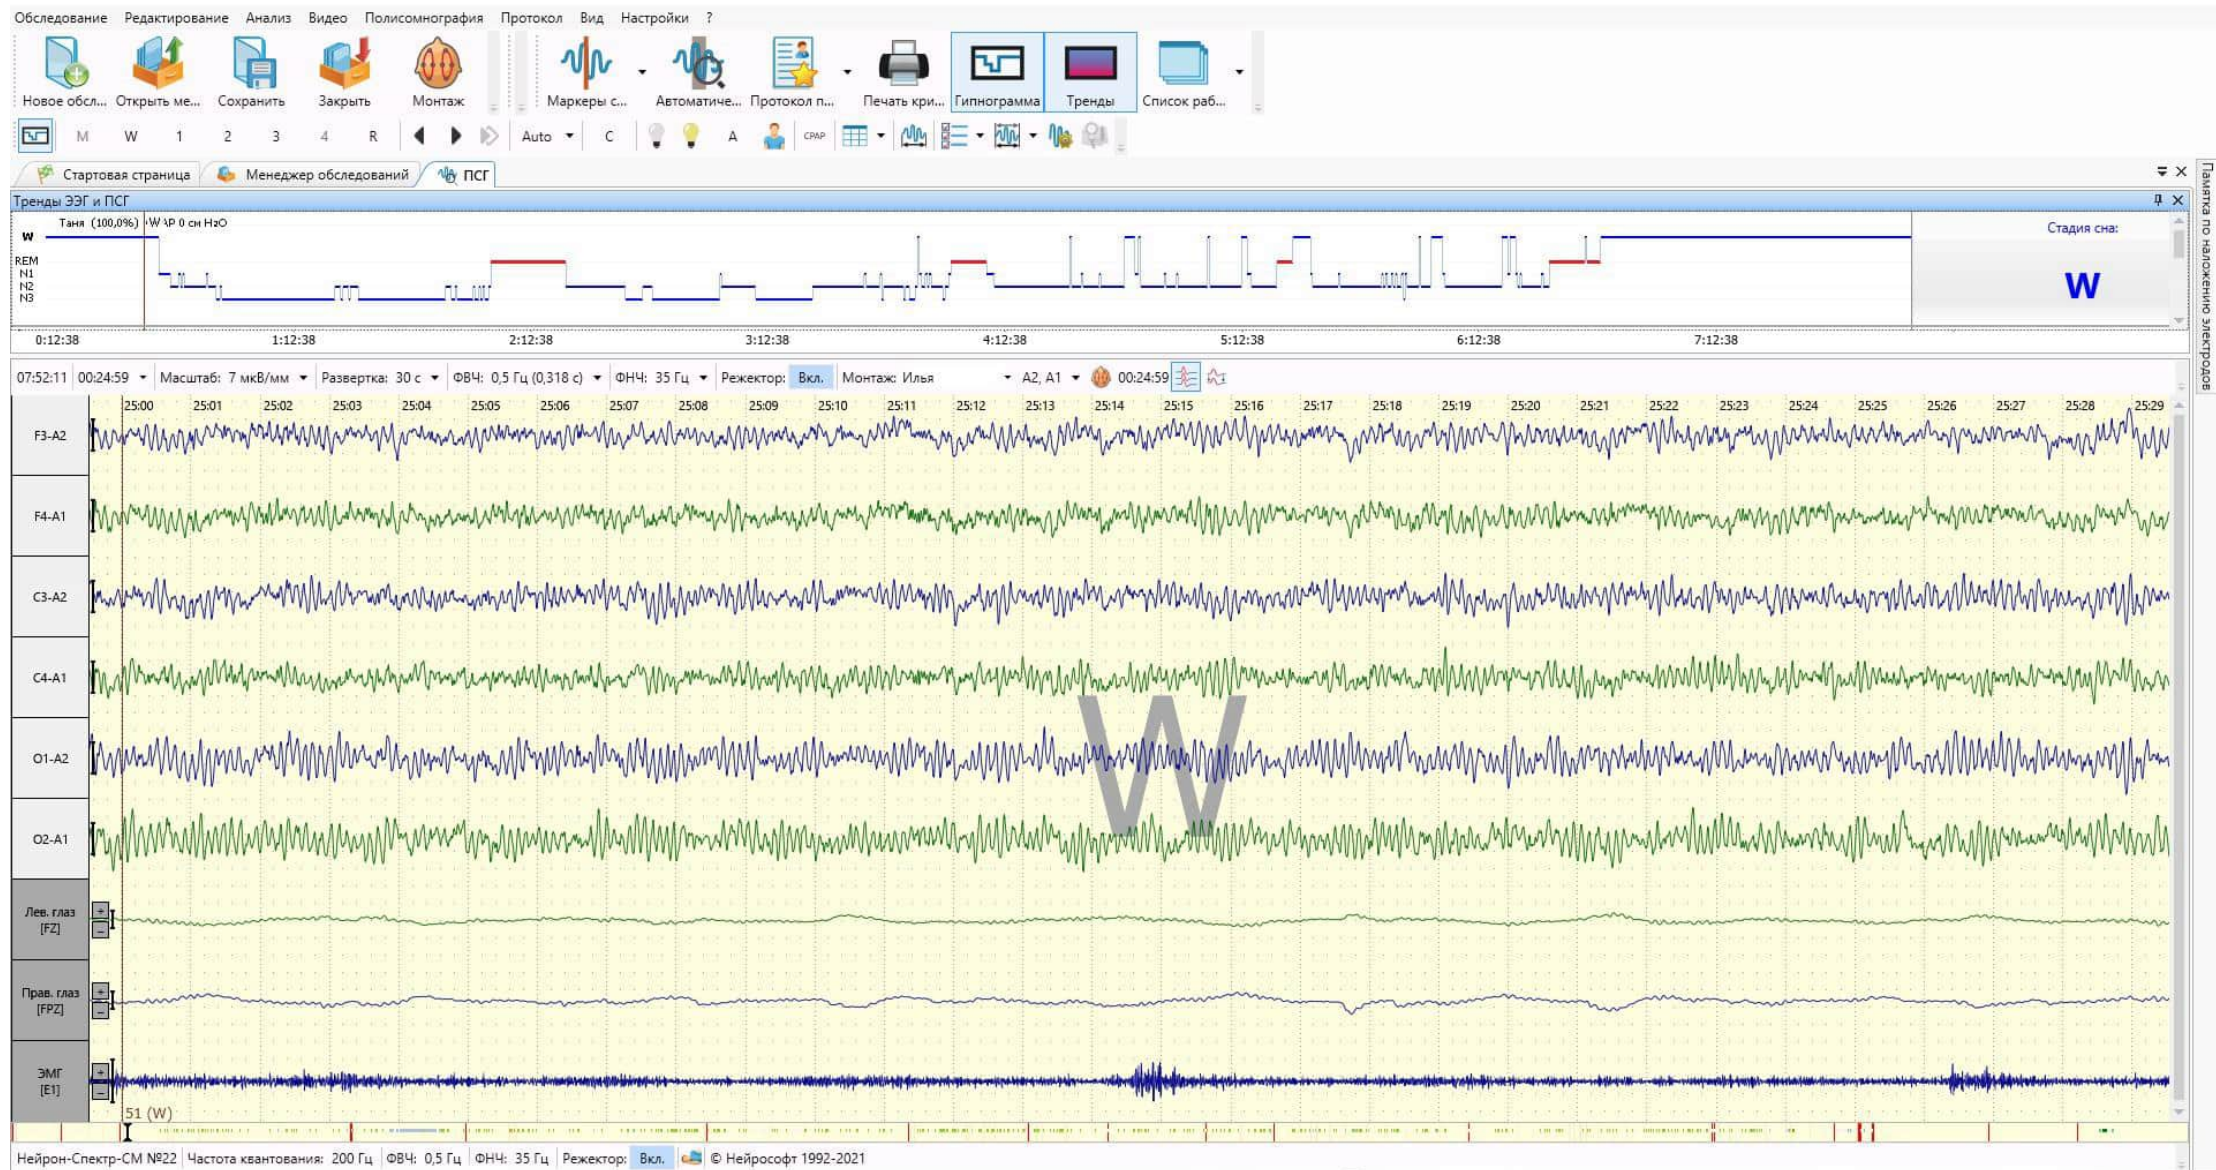 Обследование Редактирование Анализ Видео Полисомнография Протокол Вид Настройки ?
Новое обсл... Открыть ме... Сохранить Закрыть Монтаж Маркеры с... Автоматиче... Протокол п... Печать кри... Гипнограмма Тренды Список раб...
M W 1 2 3 4 R Auto C A CPAP
Стартовая страница Менеджер обследований ПСГ
Памятка по наложению электродов
Тренды ЭЭГ и ПСГ
Таня (100,0%) W AP 0 см H2O
Стадия сна:
W
REM
N1
N2
N3
W
0:12:38 1:12:38 2:12:38 3:12:38 4:12:38 5:12:38 6:12:38 7:12:38
07:52:11 00:24:59 Масштаб: 7 мкВ/мм Развертка: 30 с ФВЧ: 0,5 Гц (0,318 с) ФНЧ: 35 Гц Режектор: Вкл. Монтаж: Илья A2, A1 00:24:59
25:00 25:01 25:02 25:03 25:04 25:05 25:06 25:07 25:08 25:09 25:10 25:11 25:12 25:13 25:14 25:15 25:16 25:17 25:18 25:19 25:20 25:21 25:22 25:23 25:24 25:25 25:26 25:27 25:28 25:29
F3-A2
F4-A1
C3-A2
C4-A1
W
O1-A2
O2-A1
Лев. глаз
[FZ]
Прав. глаз
[FPZ]
ЭМГ
[E1]
51 (W)
Нейрон-Спектр-СМ №22 Частота квантования: 200 Гц ФВЧ: 0,5 Гц ФНЧ: 35 Гц Режектор: Вкл. © Нейрософт 1992-2021